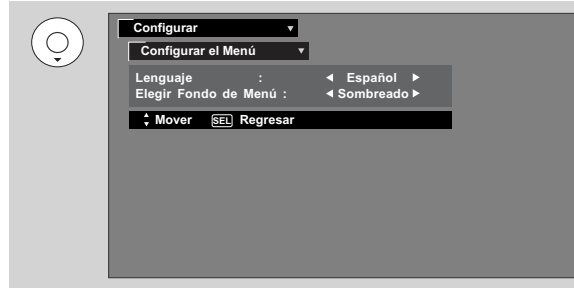 Configurar
Configurar el Menú
Lenguaje : Español
Elegir Fondo de Menú : Sombreado
Mover SEL Regresar